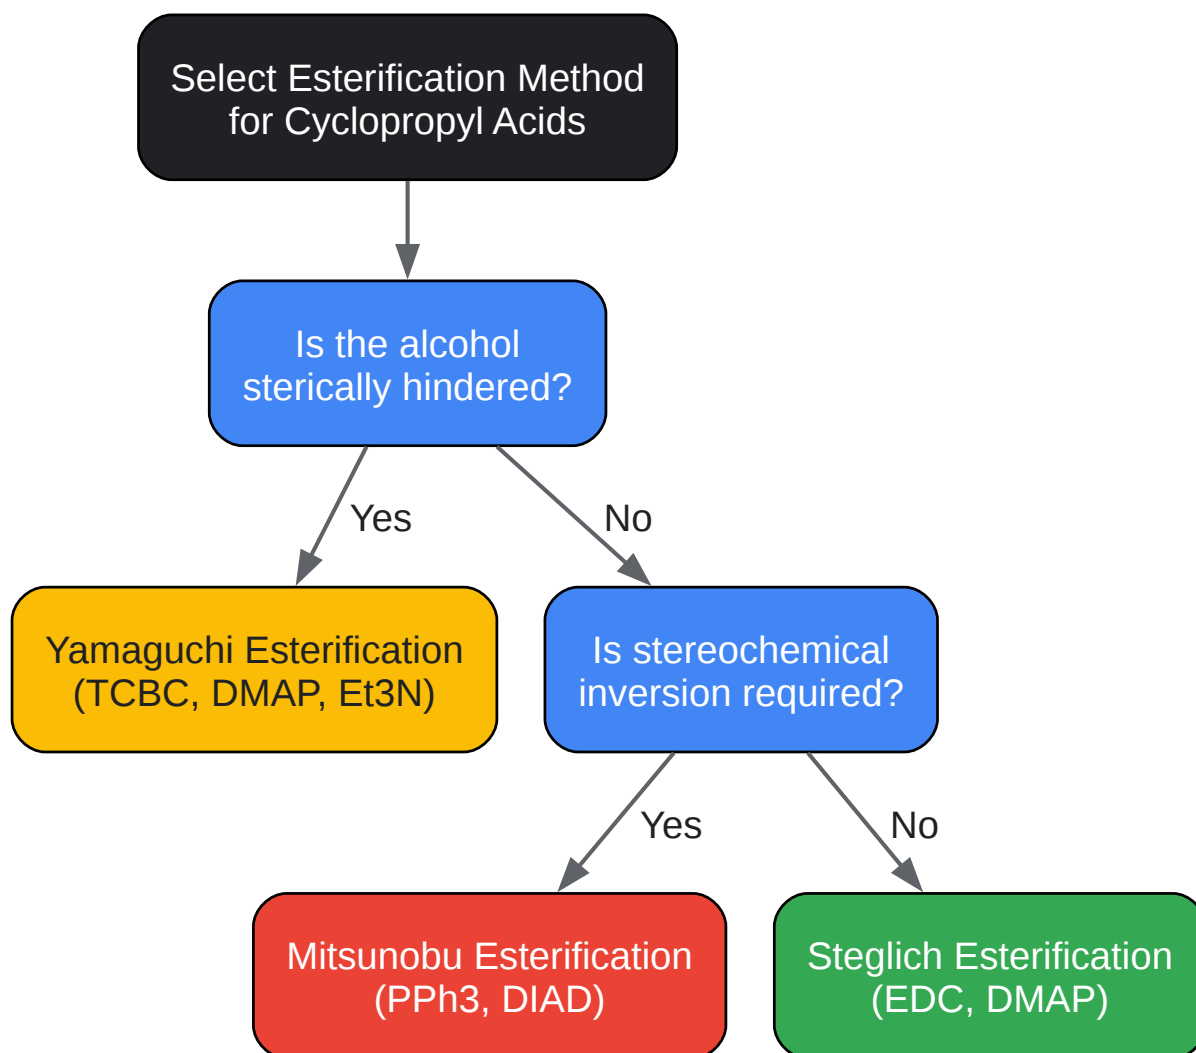 Select Esterification Method
for Cyclopropyl Acids
Is the alcohol
sterically hindered?
Yes
No
Yamaguchi Esterification
(TCBC, DMAP, Et3N)
Is stereochemical
inversion required?
Yes
No
Mitsunobu Esterification
(PPh3, DIAD)
Steglich Esterification
(EDC, DMAP)